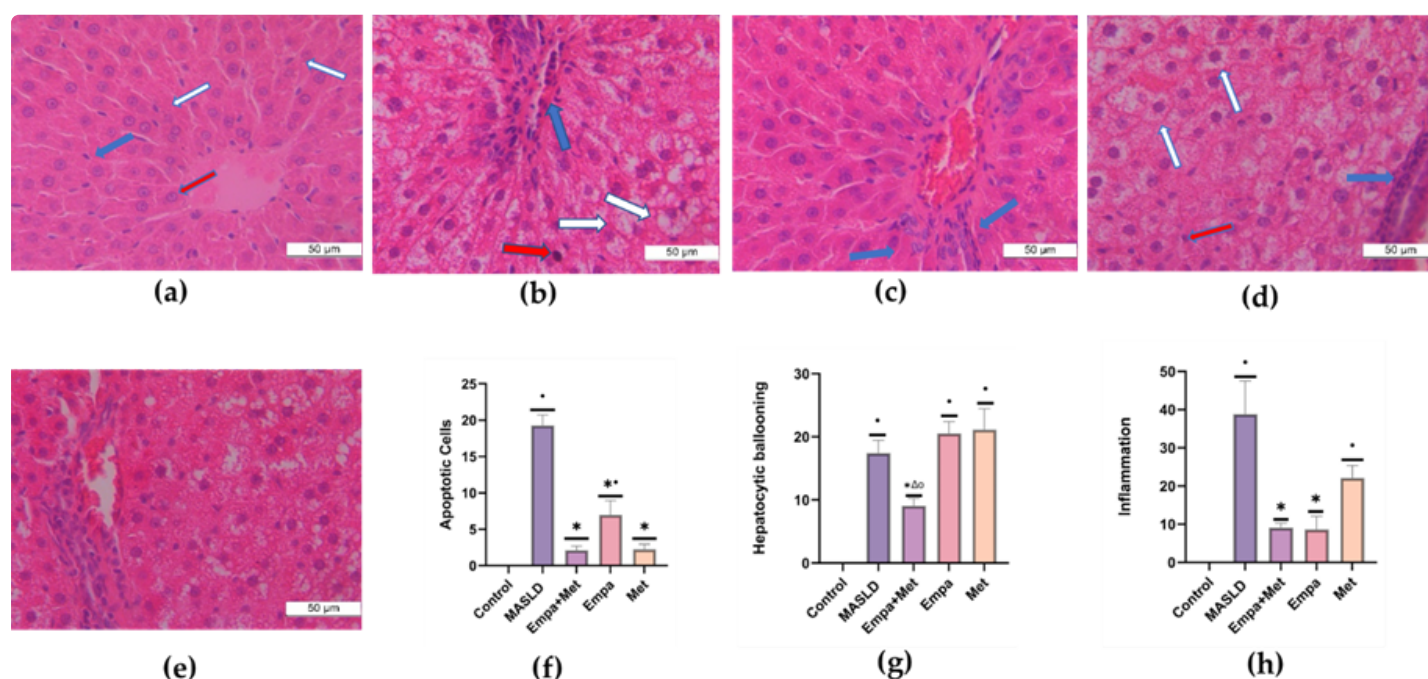 50 µm
50 µm
50 µm
50 µm
(a)
(b)
(c)
(d)
50 µm
(e)
Apoptotic Cells
25
20
15
10
5
0
•
*
*•
*
Control
MASLD
Empa+Met
Empa
Met
(f)
Hepatocytic ballooning
30
20
10
0
•
*Δo
•
•
Control
MASLD
Empa+Met
Empa
Met
(g)
Inflammation
50
40
30
20
10
0
•
*
*
•
Control
MASLD
Empa+Met
Empa
Met
(h)